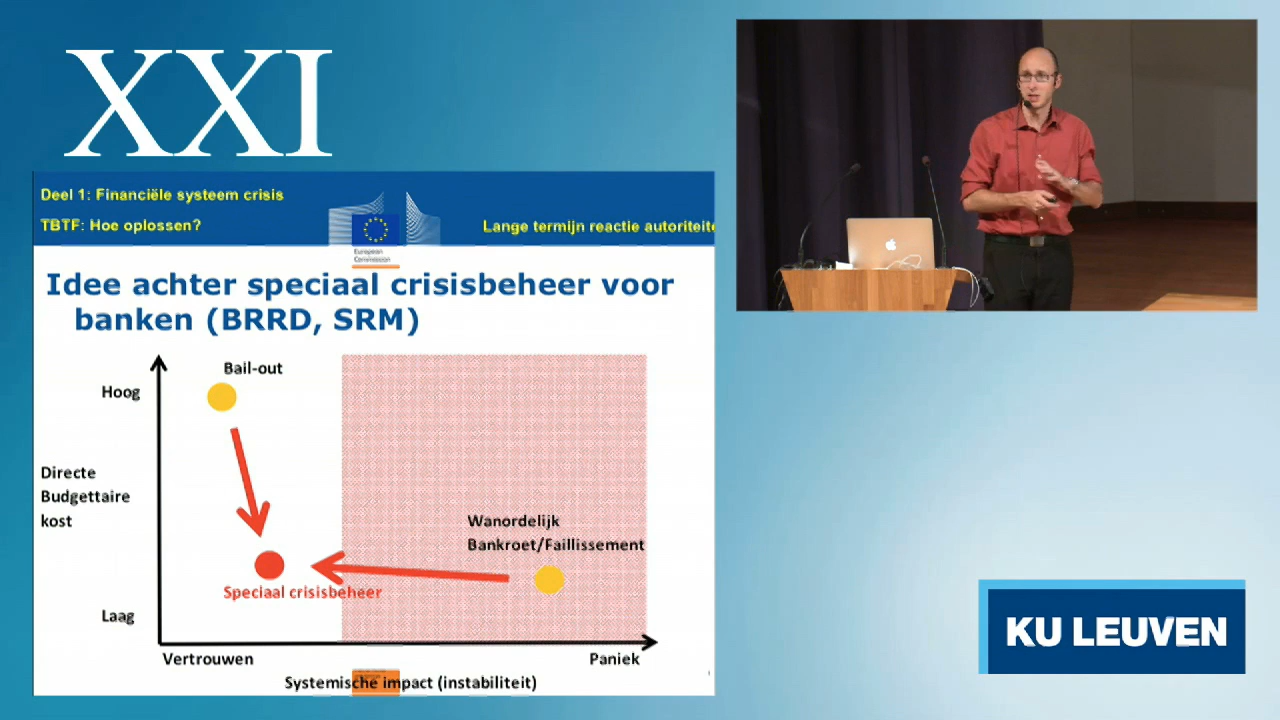 XXI
Deel 1: Financiële systeem crisis
TBTF: Hoe oplossen?
Lange termijn reactie autoriteite
European
Commission
Idee achter speciaal crisisbeheer voor
banken (BRRD, SRM)
Bail-out
Hoog
Directe
Budgettaire
kost
Wanordelijk
Bankroet/Faillissement
Speciaal crisisbeheer
Laag
Vertrouwen
Paniek
Systemische impact (instabiliteit)
KU LEUVEN